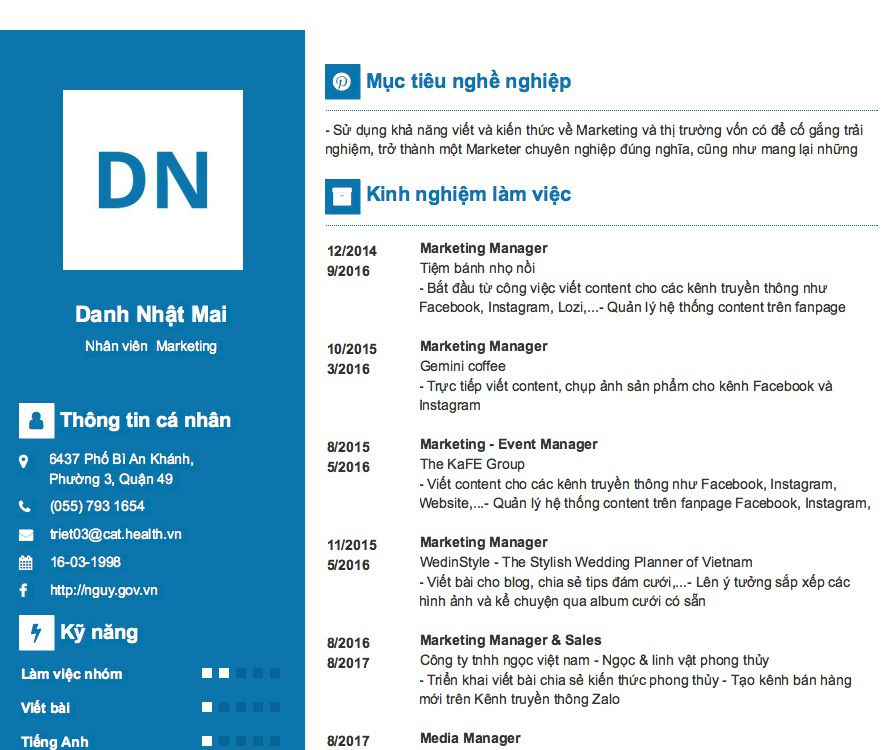 DN
Danh Nhật Mai
Nhân viên Marketing
Thông tin cá nhân
6437 Phố Bì An Khánh,
Phường 3, Quận 49
(055) 793 1654
triet03@cat.health.vn
16-03-1998
http://nguy.gov.vn
Kỹ năng
Làm việc nhóm
Viết bài
Tiếng Anh
Mục tiêu nghề nghiệp
- Sử dụng khả năng viết và kiến thức về Marketing và thị trường vốn có để cố gắng trải
nghiệm, trở thành một Marketer chuyên nghiệp đúng nghĩa, cũng như mang lại những
Kinh nghiệm làm việc
12/2014
9/2016
Marketing Manager
Tiệm bánh nhọ nồi
- Bắt đầu từ công việc viết content cho các kênh truyền thông như
Facebook, Instagram, Lozi,...- Quản lý hệ thống content trên fanpage
10/2015
3/2016
Marketing Manager
Gemini coffee
- Trực tiếp viết content, chụp ảnh sản phẩm cho kênh Facebook và
Instagram
8/2015
5/2016
Marketing - Event Manager
The KaFE Group
- Viết content cho các kênh truyền thông như Facebook, Instagram,
Website,...- Quản lý hệ thống content trên fanpage Facebook, Instagram,
11/2015
5/2016
Marketing Manager
WedinStyle - The Stylish Wedding Planner of Vietnam
- Viết bài cho blog, chia sẻ tips đám cưới,...- Lên ý tưởng sắp xếp các
hình ảnh và kể chuyện qua album cưới có sẵn
8/2016
8/2017
Marketing Manager & Sales
Công ty tnhh ngọc việt nam - Ngọc & linh vật phong thủy
- Triển khai viết bài chia sẻ kiến thức phong thủy - Tạo kênh bán hàng
mới trên Kênh truyền thông Zalo
8/2017
Media Manager